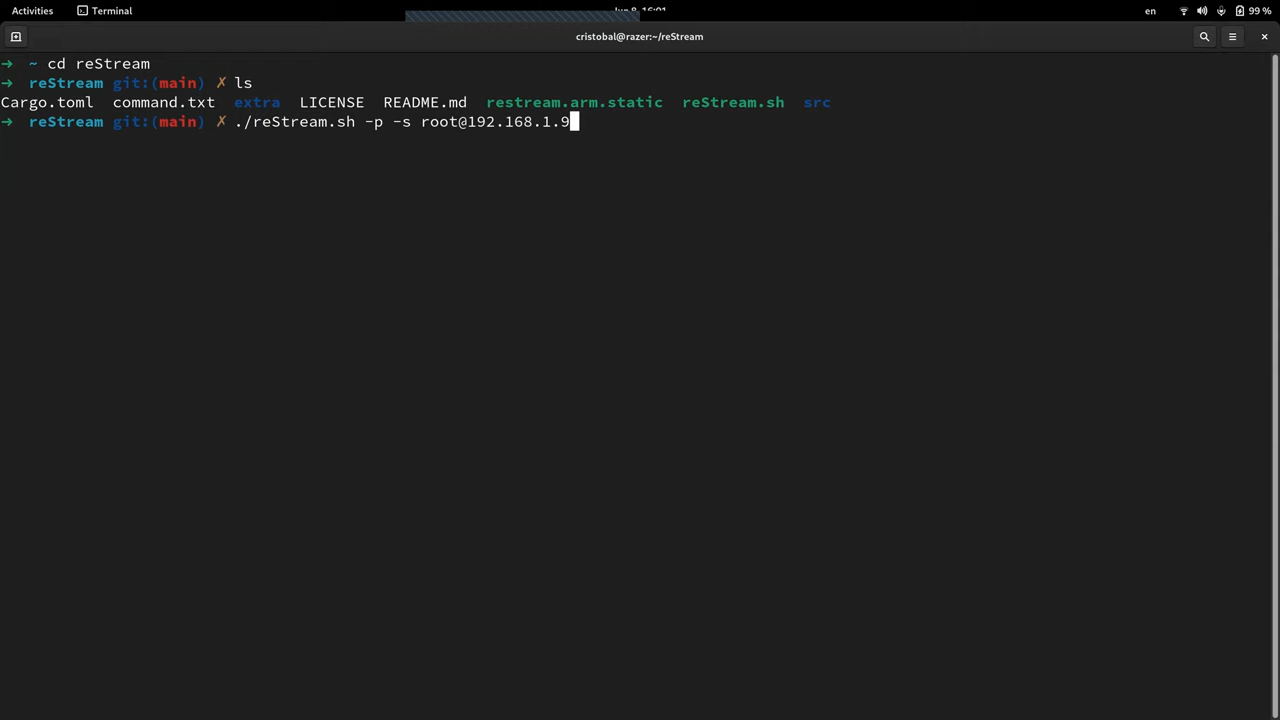 Activities Terminal en 99 %
cristobal@razer:~/reStream
→ ~ cd reStream
→ reStream git:(main) ✗ ls
Cargo.toml command.txt extra LICENSE README.md restream.arm.static reStream.sh src
→ reStream git:(main) ✗ ./reStream.sh -p -s root@192.168.1.9